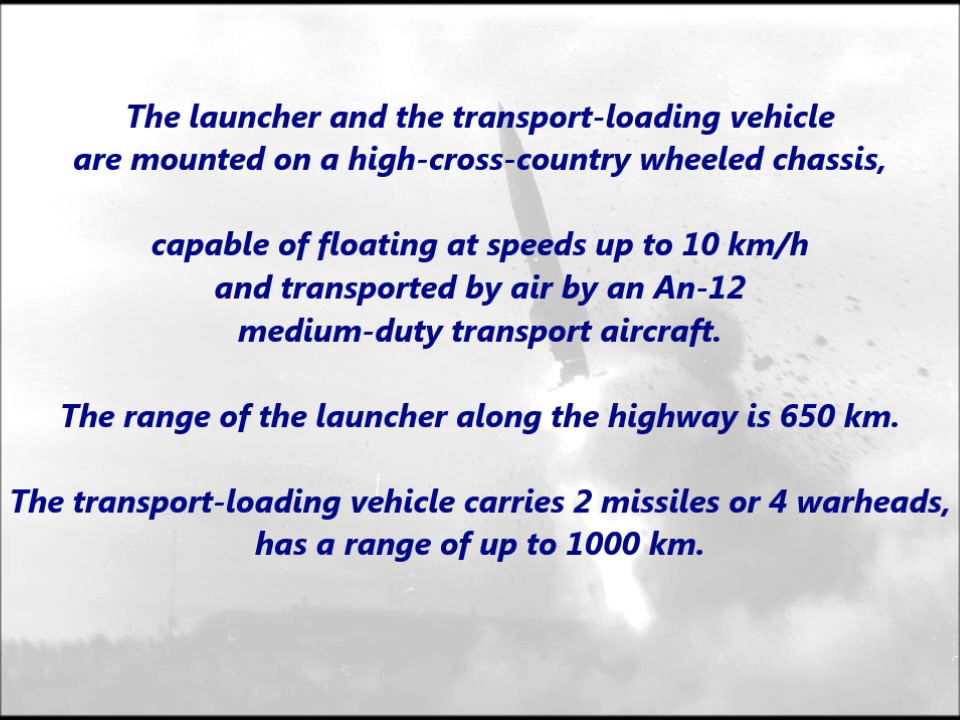 The launcher and the transport-loading vehicle
are mounted on a high-cross-country wheeled chassis,
capable of floating at speeds up to 10 km/h
and transported by air by an An-12
medium-duty transport aircraft.
The range of the launcher along the highway is 650 km.
The transport-loading vehicle carries 2 missiles or 4 warheads,
has a range of up to 1000 km.